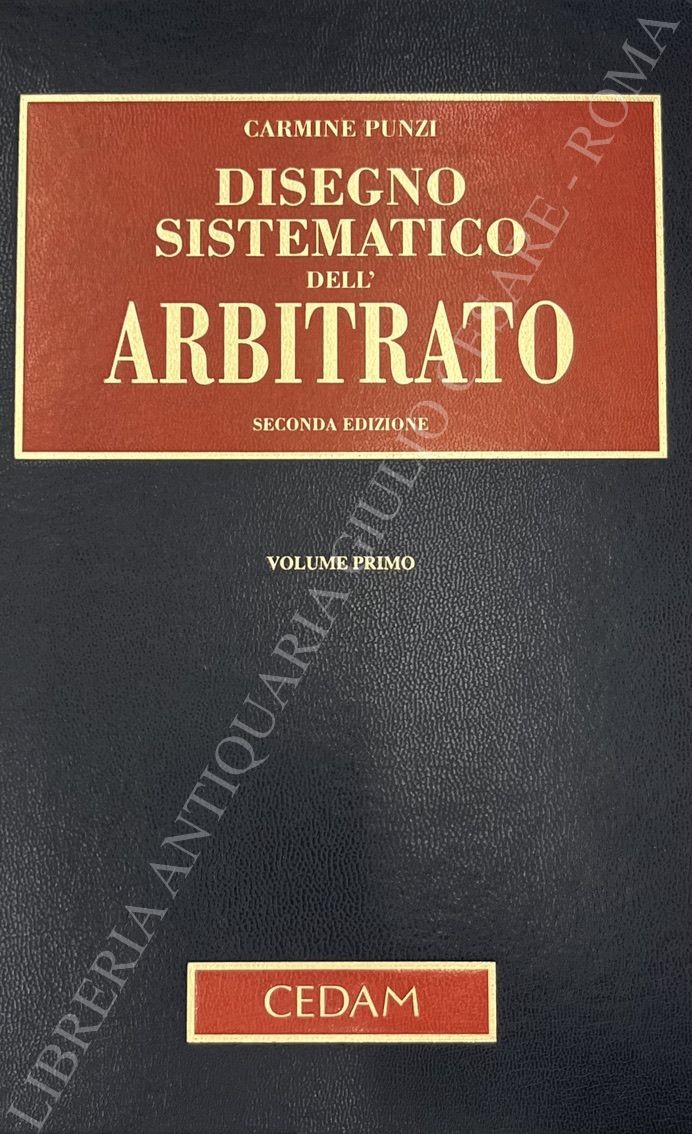 CARMINE PUNZI
DISEGNO
SISTEMATICO
DELL'
ARBITRATO
SECONDA EDIZIONE
VOLUME PRIMO
CEDAM
LIBRERIA ANTIQUARIA GIULIO CESARE - ROMA